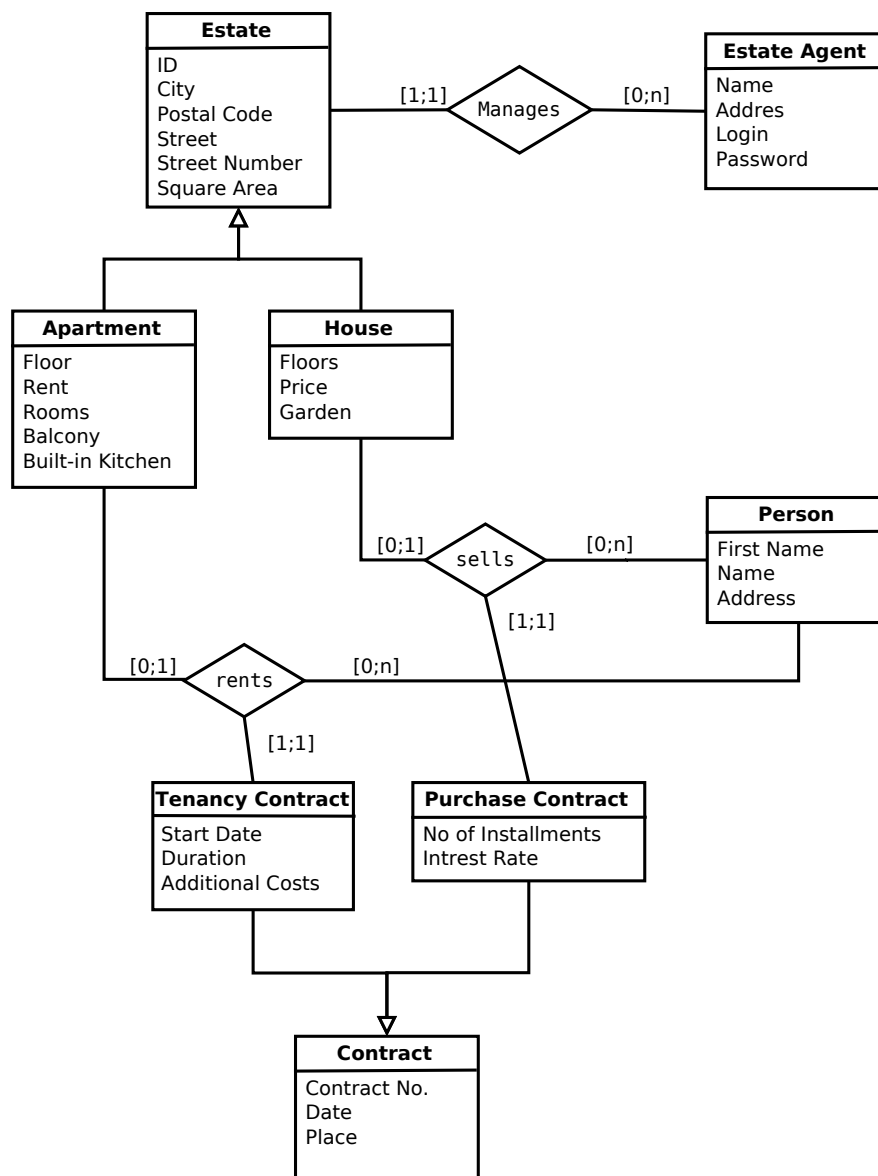 Estate
ID
City
Postal Code
Street
Street Number
Square Area
[1;1]
Manages
[0;n]
Estate Agent
Name
Addres
Login
Password
Apartment
Floor
Rent
Rooms
Balcony
Built-in Kitchen
House
Floors
Price
Garden
[0;1]
sells
[0;n]
[1;1]
Person
First Name
Name
Address
[0;1]
rents
[0;n]
[1;1]
Tenancy Contract
Start Date
Duration
Additional Costs
Purchase Contract
No of Installments
Intrest Rate
Contract
Contract No.
Date
Place